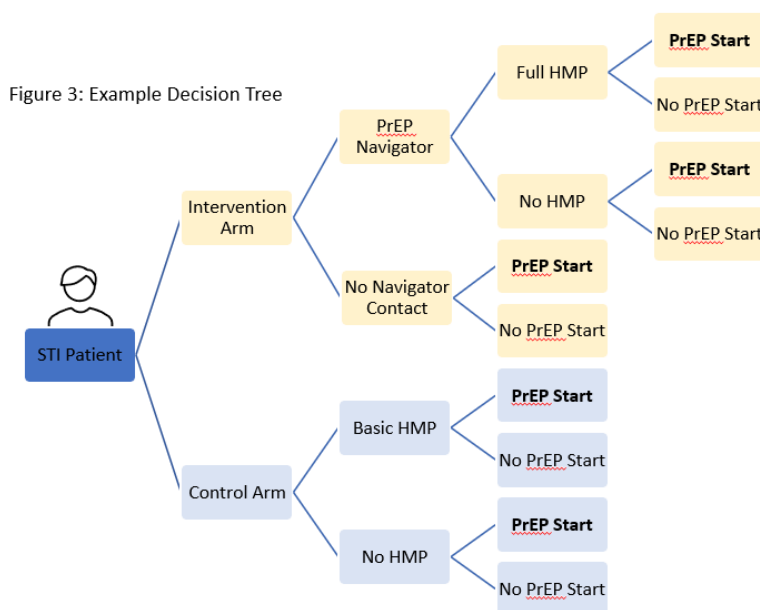 PrEP Start
Full HMP
Figure 3: Example Decision Tree
No PrEP Start
PrEP
Navigator
PrEP Start
Intervention
Arm
No HMP
No PrEP Start
PrEP Start
No Navigator
Contact
No PrEP Start
STI Patient
PrEP Start
Basic HMP
No PrEP Start
Control Arm
PrEP Start
No HMP
No PrEP Start